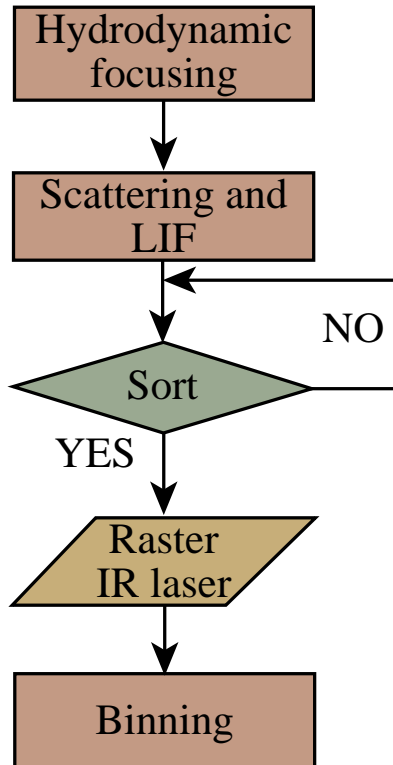 Hydrodynamic
focusing
Scattering and
LIF
NO
Sort
YES
Raster
IR laser
Binning